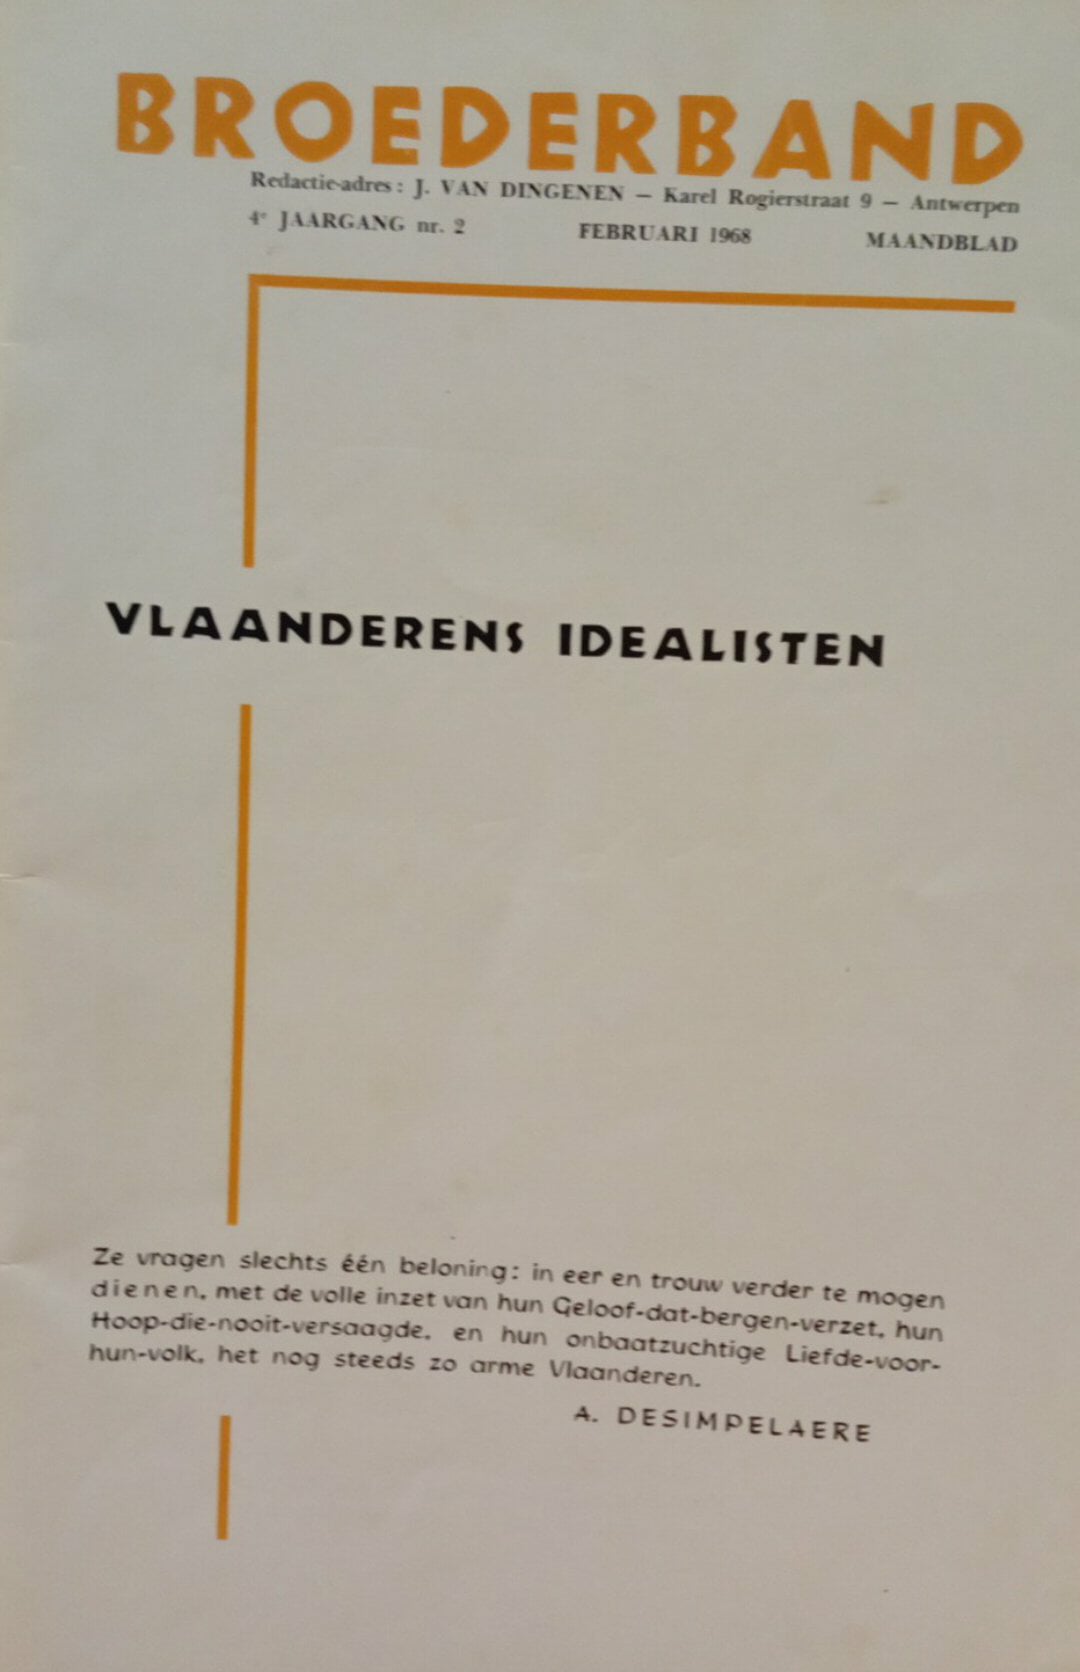 BROEDERBAND
Redactie-adres : J. VAN DINGENEN — Karel Rogierstraat 9 — Antwerpen
4e JAARGANG nr. 2 FEBRUARI 1968 MAANDBLAD
VLAANDERENS IDEALISTEN
Ze vragen slechts één beloning: in eer en trouw verder te mogen
dienen, met de volle inzet van hun Geloof-dat-bergen-verzet, hun
Hoop-die-nooit-versaagde, en hun onbaatzuchtige Liefde-voor-
hun-volk, het nog steeds zo arme Vlaanderen.
A. DESIMPELAERE